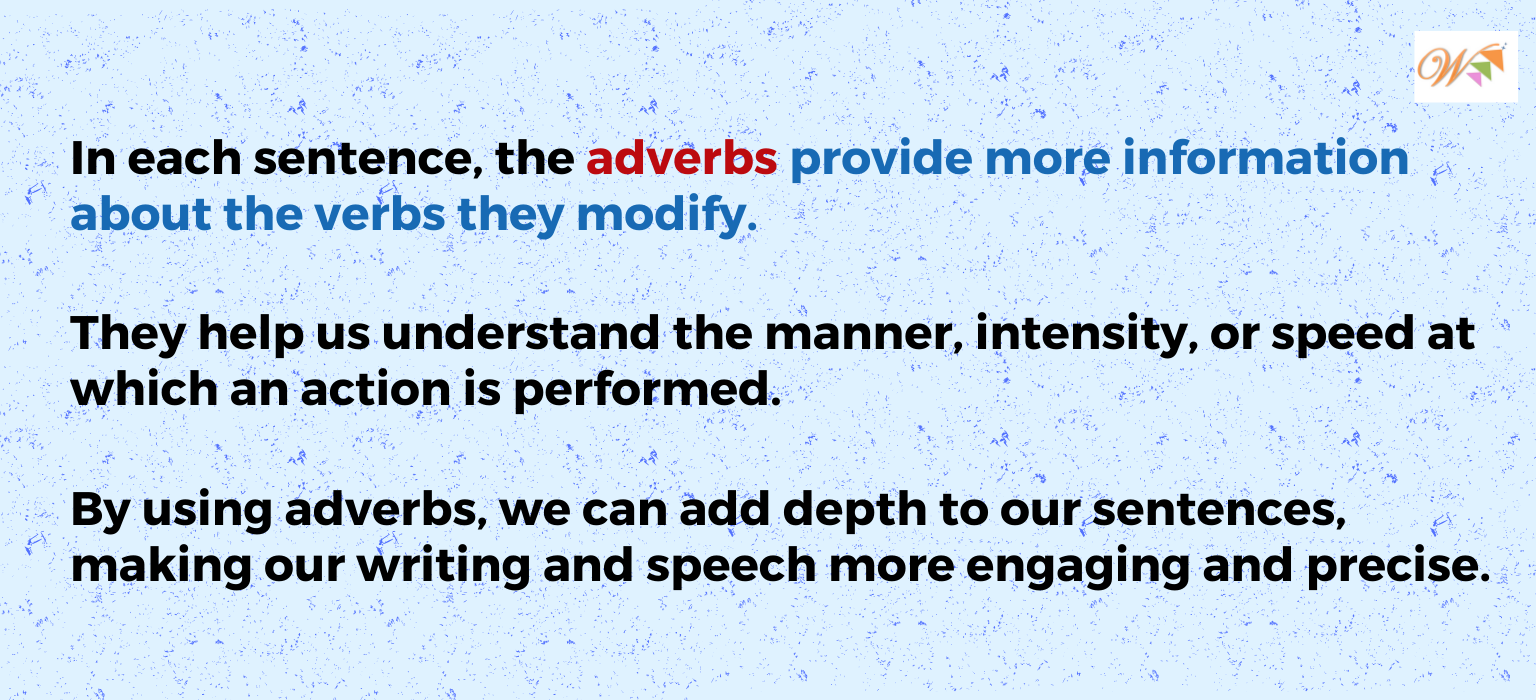 W
In each sentence, the adverbs provide more information
about the verbs they modify.
They help us understand the manner, intensity, or speed at
which an action is performed.
By using adverbs, we can add depth to our sentences,
making our writing and speech more engaging and precise.